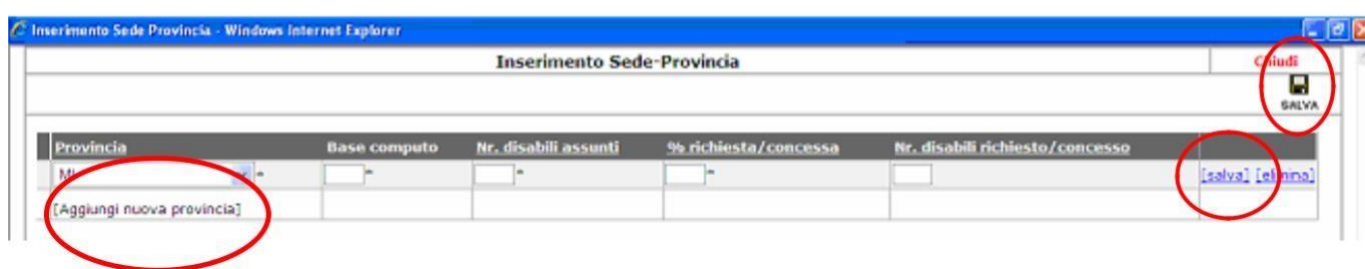 Inserimento Sede Provincia - Windows Internet Explorer
Inserimento Sede-Provincia Chiudi
SALVA
Provincia Base computo Nr. disabili assunti % richiesta/concessa Nr. disabili richiesto/concesso
MI * * * * [salva] [elimina]
[Aggiungi nuova provincia]